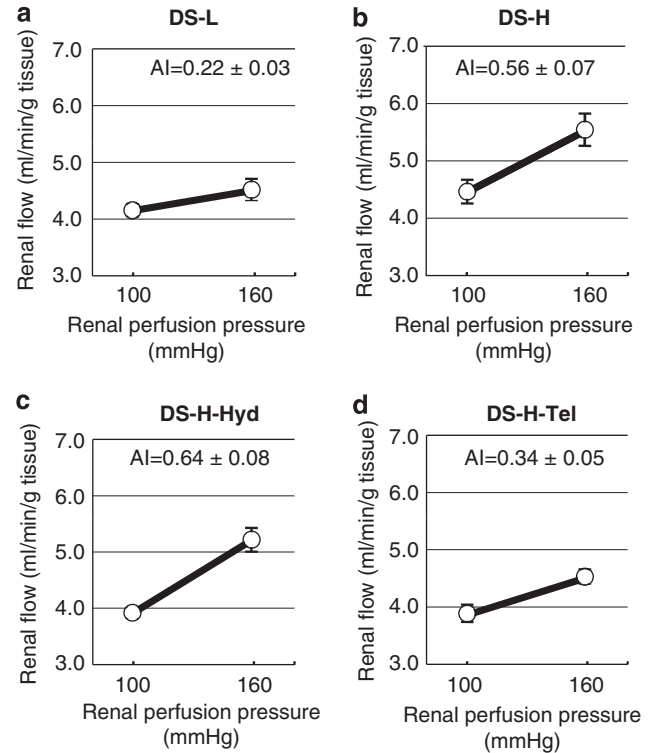 a
DS-L
Renal flow (ml/min/g tissue)
7.0
6.0
5.0
4.0
3.0
AI=0.22 ± 0.03
100 160
Renal perfusion pressure
(mmHg)
b
DS-H
Renal flow (ml/min/g tissue)
7.0
6.0
5.0
4.0
3.0
AI=0.56 ± 0.07
100 160
Renal perfusion pressure
(mmHg)
c
DS-H-Hyd
Renal flow (ml/min/g tissue)
7.0
6.0
5.0
4.0
3.0
AI=0.64 ± 0.08
100 160
Renal perfusion pressure
(mmHg)
d
DS-H-Tel
Renal flow (ml/min/g tissue)
7.0
6.0
5.0
4.0
3.0
AI=0.34 ± 0.05
100 160
Renal perfusion pressure
(mmHg)